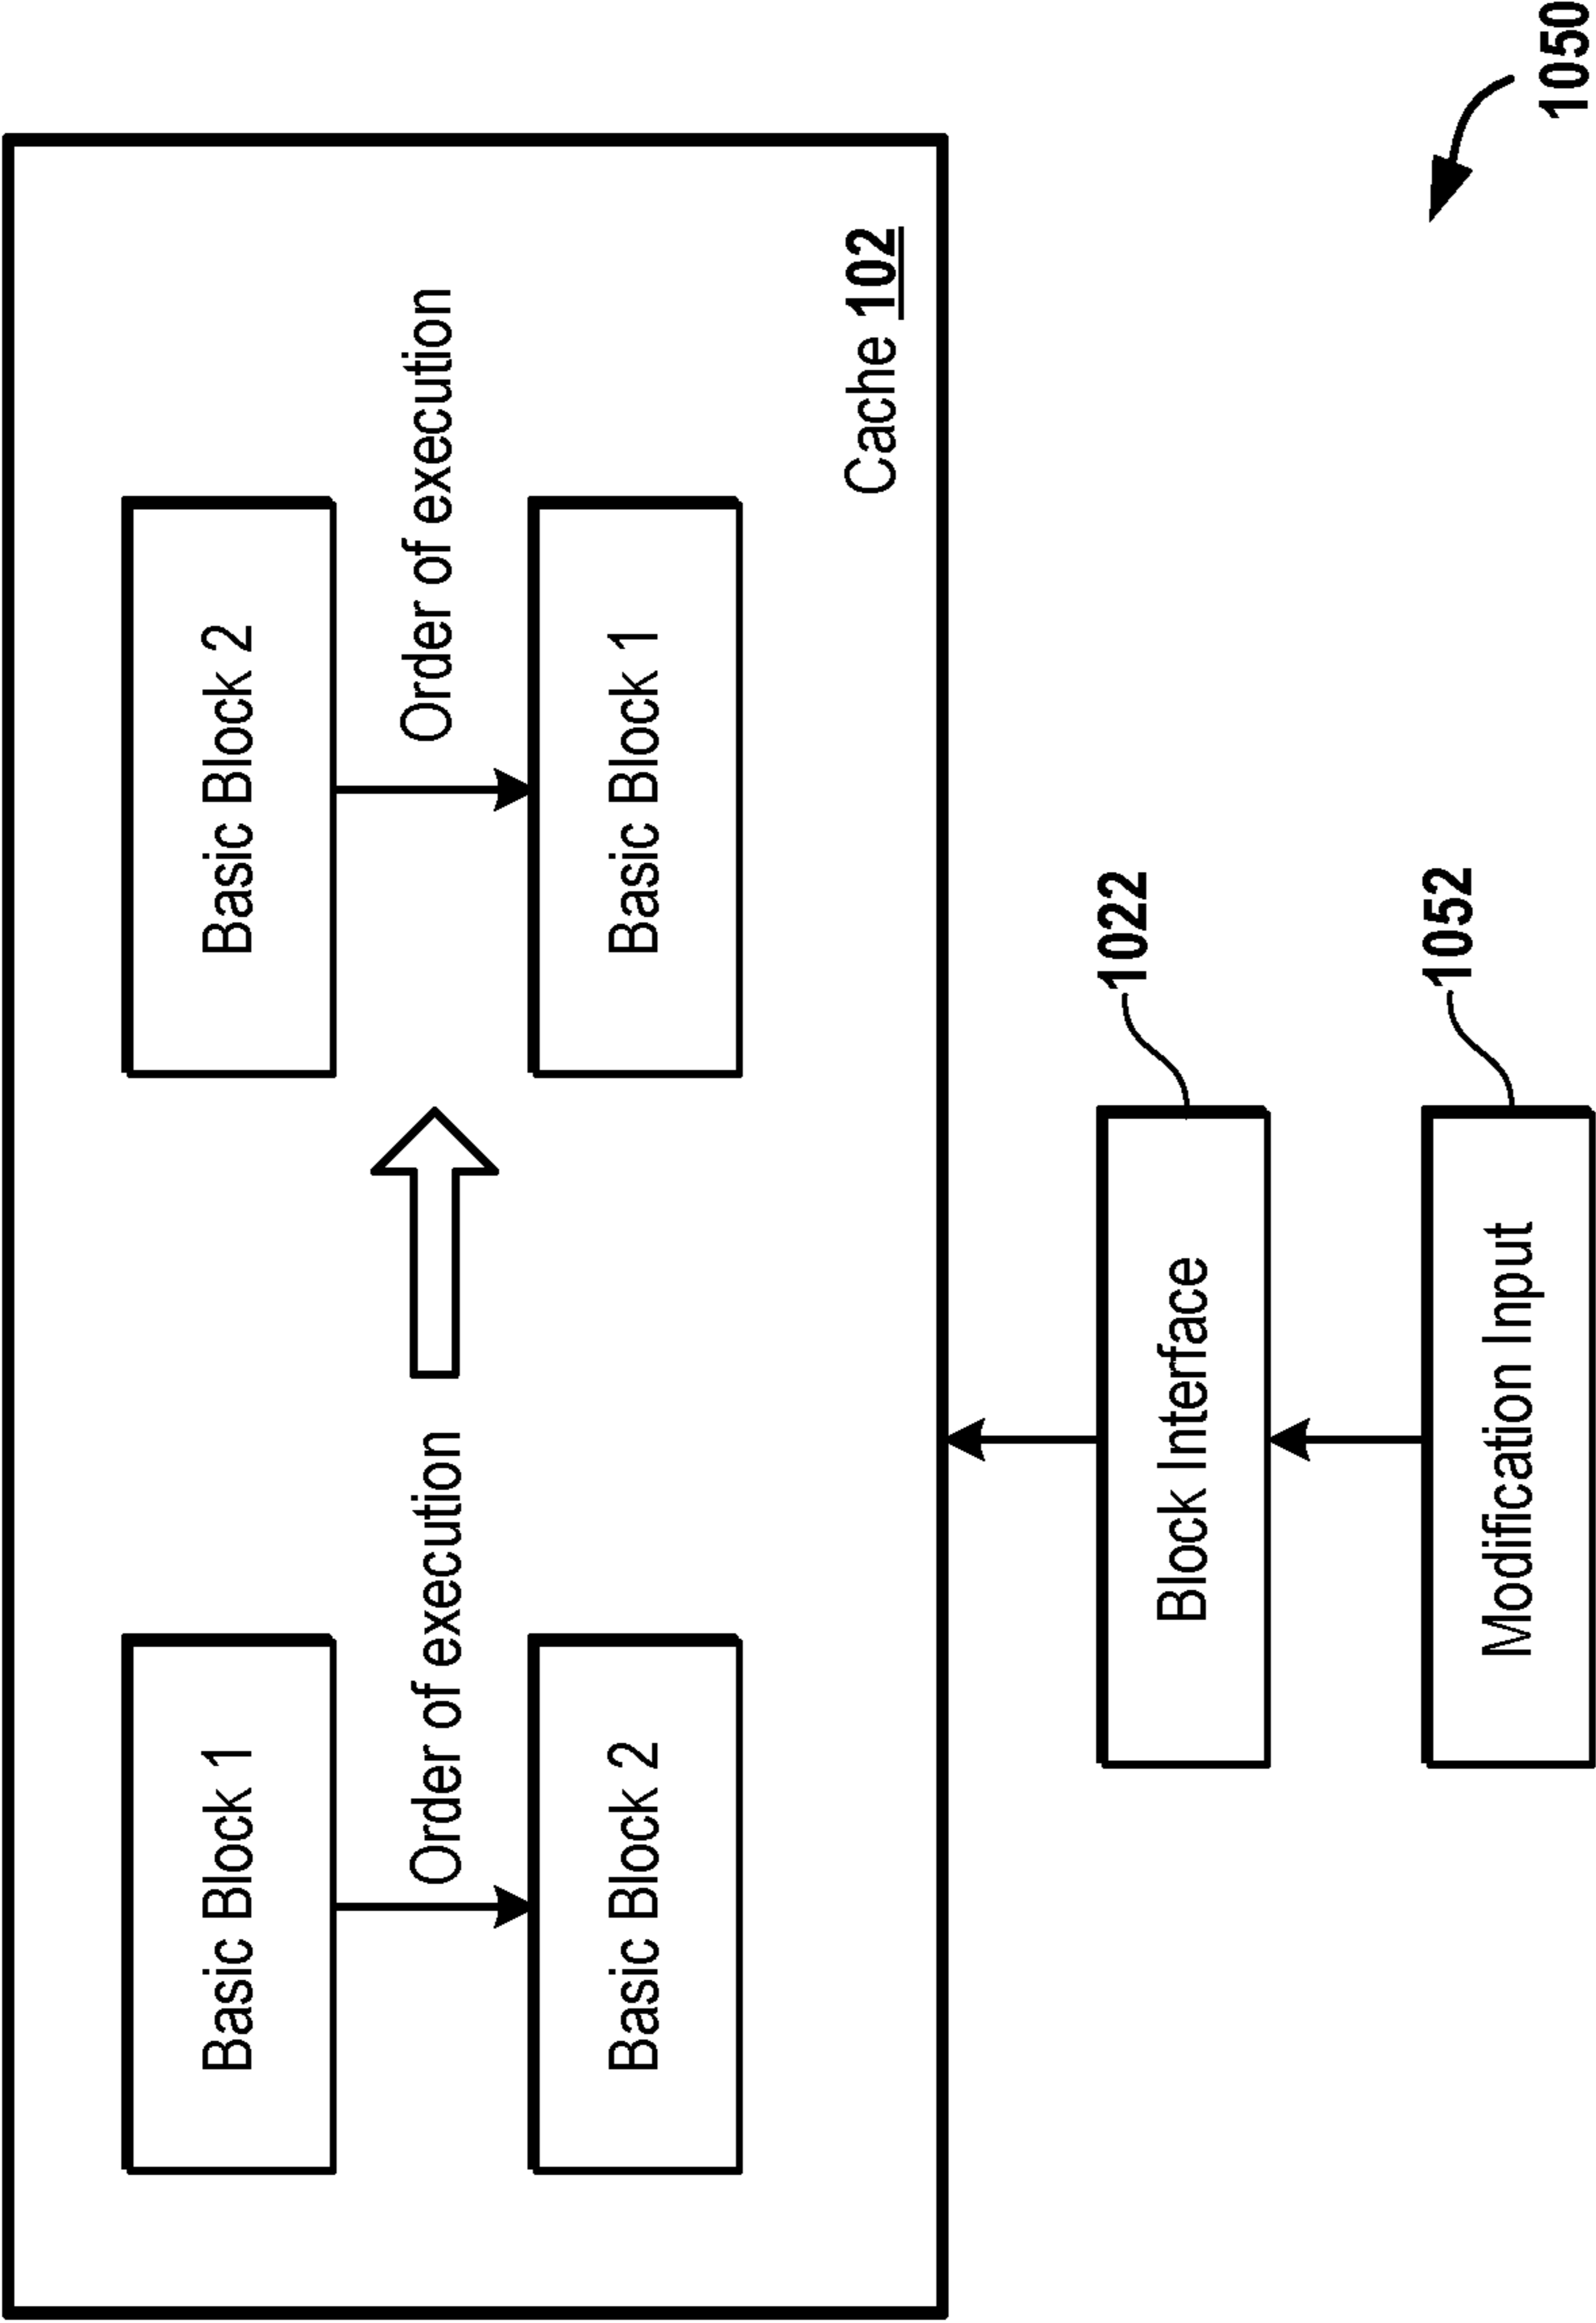 Basic Block 1
Order of execution
Basic Block 2
Basic Block 2
Order of execution
Basic Block 1
Cache 102
Block Interface
1022
Modification Input
1052
1050